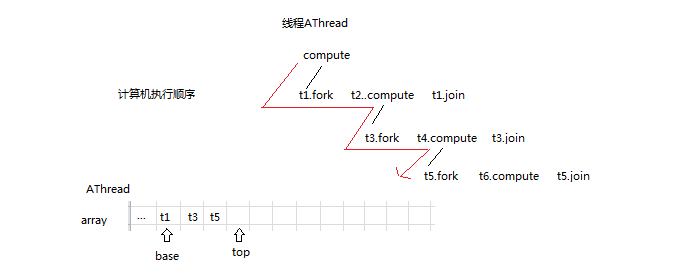 线程AThread
compute
计算机执行顺序
t1.fork t2..compute t1.join
t3.fork t4.compute t3.join
t5.fork t6.compute t5.join
AThread
array ... t1 t3 t5
base top